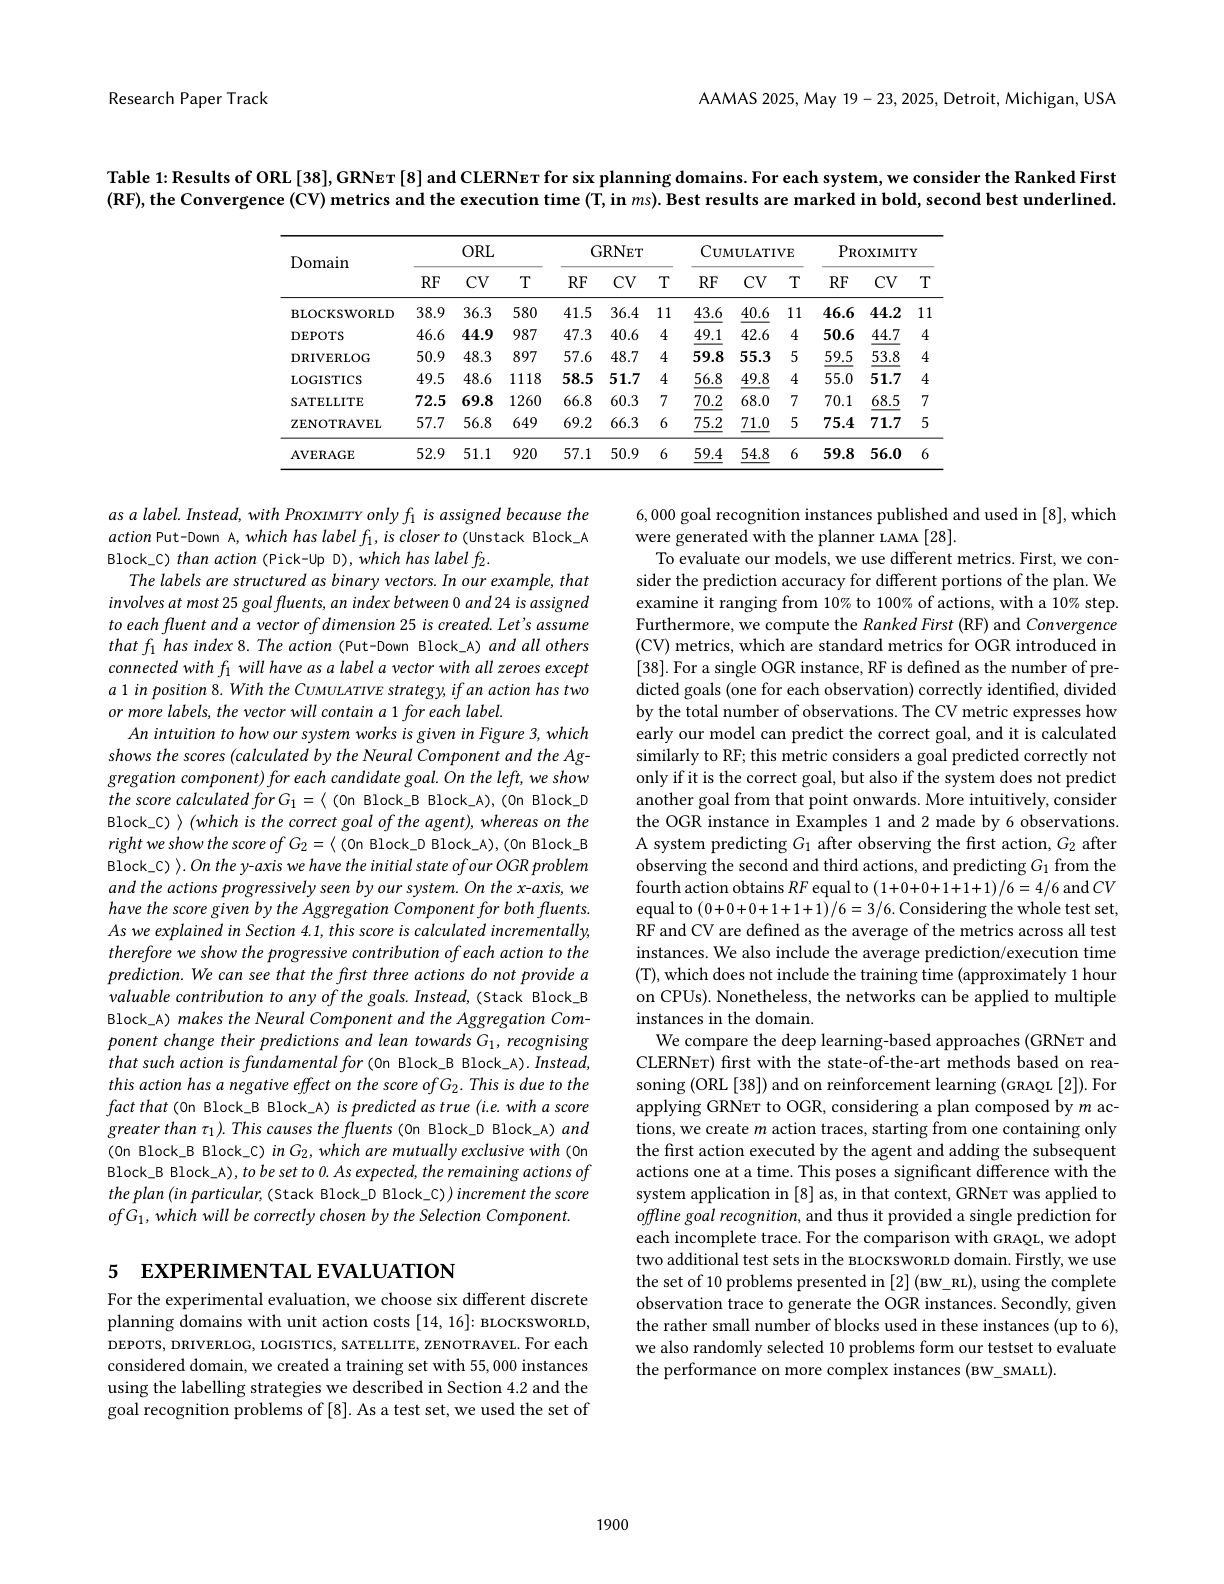 Research Paper Track
AAMAS 2025, May 19 – 23, 2025, Detroit, Michigan, USA
Table 1: Results of ORL [38], GRNet [8] and CLERNet for six planning domains. For each system, we consider the Ranked First
(RF), the Convergence (CV) metrics and the execution time (T, in ms). Best results are marked in bold, second best underlined.
Domain ORL GRNet Cumulative Proximity
RF CV T RF CV T RF CV T RF CV T
blocksworld 38.9 36.3 580 41.5 36.4 11 43.6 40.6 11 46.6 44.2 11
depots 46.6 44.9 987 47.3 40.6 4 49.1 42.6 4 50.6 44.7 4
driverlog 50.9 48.3 897 57.6 48.7 4 59.8 55.3 5 59.5 53.8 4
logistics 49.5 48.6 1118 58.5 51.7 4 56.8 49.8 4 55.0 51.7 4
satellite 72.5 69.8 1260 66.8 60.3 7 70.2 68.0 7 70.1 68.5 7
zenotravel 57.7 56.8 649 69.2 66.3 6 75.2 71.0 5 75.4 71.7 5
average 52.9 51.1 920 57.1 50.9 6 59.4 54.8 6 59.8 56.0 6
as a label. Instead, with Proximity only f₁ is assigned because the
action Put-Down A, which has label f₁, is closer to (Unstack Block_A
Block_C) than action (Pick-Up D), which has label f₂.
The labels are structured as binary vectors. In our example, that
involves at most 25 goal fluents, an index between 0 and 24 is assigned
to each fluent and a vector of dimension 25 is created. Let's assume
that f₁ has index 8. The action (Put-Down Block_A) and all others
connected with f₁ will have as a label a vector with all zeroes except
a 1 in position 8. With the Cumulative strategy, if an action has two
or more labels, the vector will contain a 1 for each label.
An intuition to how our system works is given in Figure 3, which
shows the scores (calculated by the Neural Component and the Ag-
gregation component) for each candidate goal. On the left, we show
the score calculated for G₁ = ⟨ (On Block_B Block_A), (On Block_D
Block_C) ⟩ (which is the correct goal of the agent), whereas on the
right we show the score of G₂ = ⟨ (On Block_D Block_A), (On Block_B
Block_C) ⟩. On the y-axis we have the initial state of our OGR problem
and the actions progressively seen by our system. On the x-axis, we
have the score given by the Aggregation Component for both fluents.
As we explained in Section 4.1, this score is calculated incrementally,
therefore we show the progressive contribution of each action to the
prediction. We can see that the first three actions do not provide a
valuable contribution to any of the goals. Instead, (Stack Block_B
Block_A) makes the Neural Component and the Aggregation Com-
ponent change their predictions and lean towards G₁, recognising
that such action is fundamental for (On Block_B Block_A). Instead,
this action has a negative effect on the score of G₂. This is due to the
fact that (On Block_B Block_A) is predicted as true (i.e. with a score
greater than τ₁). This causes the fluents (On Block_D Block_A) and
(On Block_B Block_C) in G₂, which are mutually exclusive with (On
Block_B Block_A), to be set to 0. As expected, the remaining actions of
the plan (in particular, (Stack Block_D Block_C)) increment the score
of G₁, which will be correctly chosen by the Selection Component.
5 EXPERIMENTAL EVALUATION
For the experimental evaluation, we choose six different discrete
planning domains with unit action costs [14, 16]: blocksworld,
depots, driverlog, logistics, satellite, zenotravel. For each
considered domain, we created a training set with 55, 000 instances
using the labelling strategies we described in Section 4.2 and the
goal recognition problems of [8]. As a test set, we used the set of
6, 000 goal recognition instances published and used in [8], which
were generated with the planner lama [28].
To evaluate our models, we use different metrics. First, we con-
sider the prediction accuracy for different portions of the plan. We
examine it ranging from 10% to 100% of actions, with a 10% step.
Furthermore, we compute the Ranked First (RF) and Convergence
(CV) metrics, which are standard metrics for OGR introduced in
[38]. For a single OGR instance, RF is defined as the number of pre-
dicted goals (one for each observation) correctly identified, divided
by the total number of observations. The CV metric expresses how
early our model can predict the correct goal, and it is calculated
similarly to RF; this metric considers a goal predicted correctly not
only if it is the correct goal, but also if the system does not predict
another goal from that point onwards. More intuitively, consider
the OGR instance in Examples 1 and 2 made by 6 observations.
A system predicting G₁ after observing the first action, G₂ after
observing the second and third actions, and predicting G₁ from the
fourth action obtains RF equal to (1+0+0+1+1+1)/6 = 4/6 and CV
equal to (0+0+0+1+1+1)/6 = 3/6. Considering the whole test set,
RF and CV are defined as the average of the metrics across all test
instances. We also include the average prediction/execution time
(T), which does not include the training time (approximately 1 hour
on CPUs). Nonetheless, the networks can be applied to multiple
instances in the domain.
We compare the deep learning-based approaches (GRNet and
CLERNet) first with the state-of-the-art methods based on rea-
soning (ORL [38]) and on reinforcement learning (graql [2]). For
applying GRNet to OGR, considering a plan composed by m ac-
tions, we create m action traces, starting from one containing only
the first action executed by the agent and adding the subsequent
actions one at a time. This poses a significant difference with the
system application in [8] as, in that context, GRNet was applied to
offline goal recognition, and thus it provided a single prediction for
each incomplete trace. For the comparison with graql, we adopt
two additional test sets in the blocksworld domain. Firstly, we use
the set of 10 problems presented in [2] (bw_rl), using the complete
observation trace to generate the OGR instances. Secondly, given
the rather small number of blocks used in these instances (up to 6),
we also randomly selected 10 problems form our testset to evaluate
the performance on more complex instances (bw_small).
1900